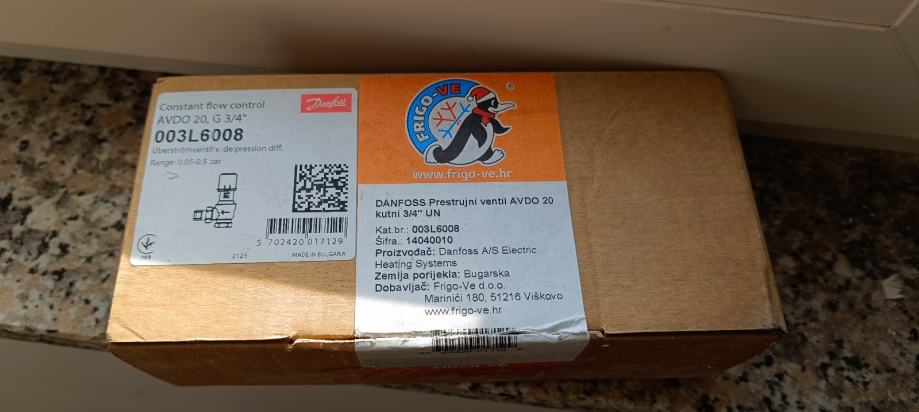 Constant flow control
Danfoss
AVDO 20, G 3/4"
003L6008
Überströmventil v. de pression diff.
Range: 0.05-0.5 bar
5 702420 017129
2123
MADE IN BULGARIA
FRIGO-VE
®
www.frigo-ve.hr
DANFOSS Prestrujni ventil AVDO 20
kutni 3/4" UN
Kat.br.: 003L6008
Šifra.: 14040010
Proizvođač: Danfoss A/S Electric
Heating Systems
Zemlja porijekla: Bugarska
Dobavljač: Frigo-Ve d.o.o.
Marinići 180, 51216 Viškovo
www.frigo-ve.hr